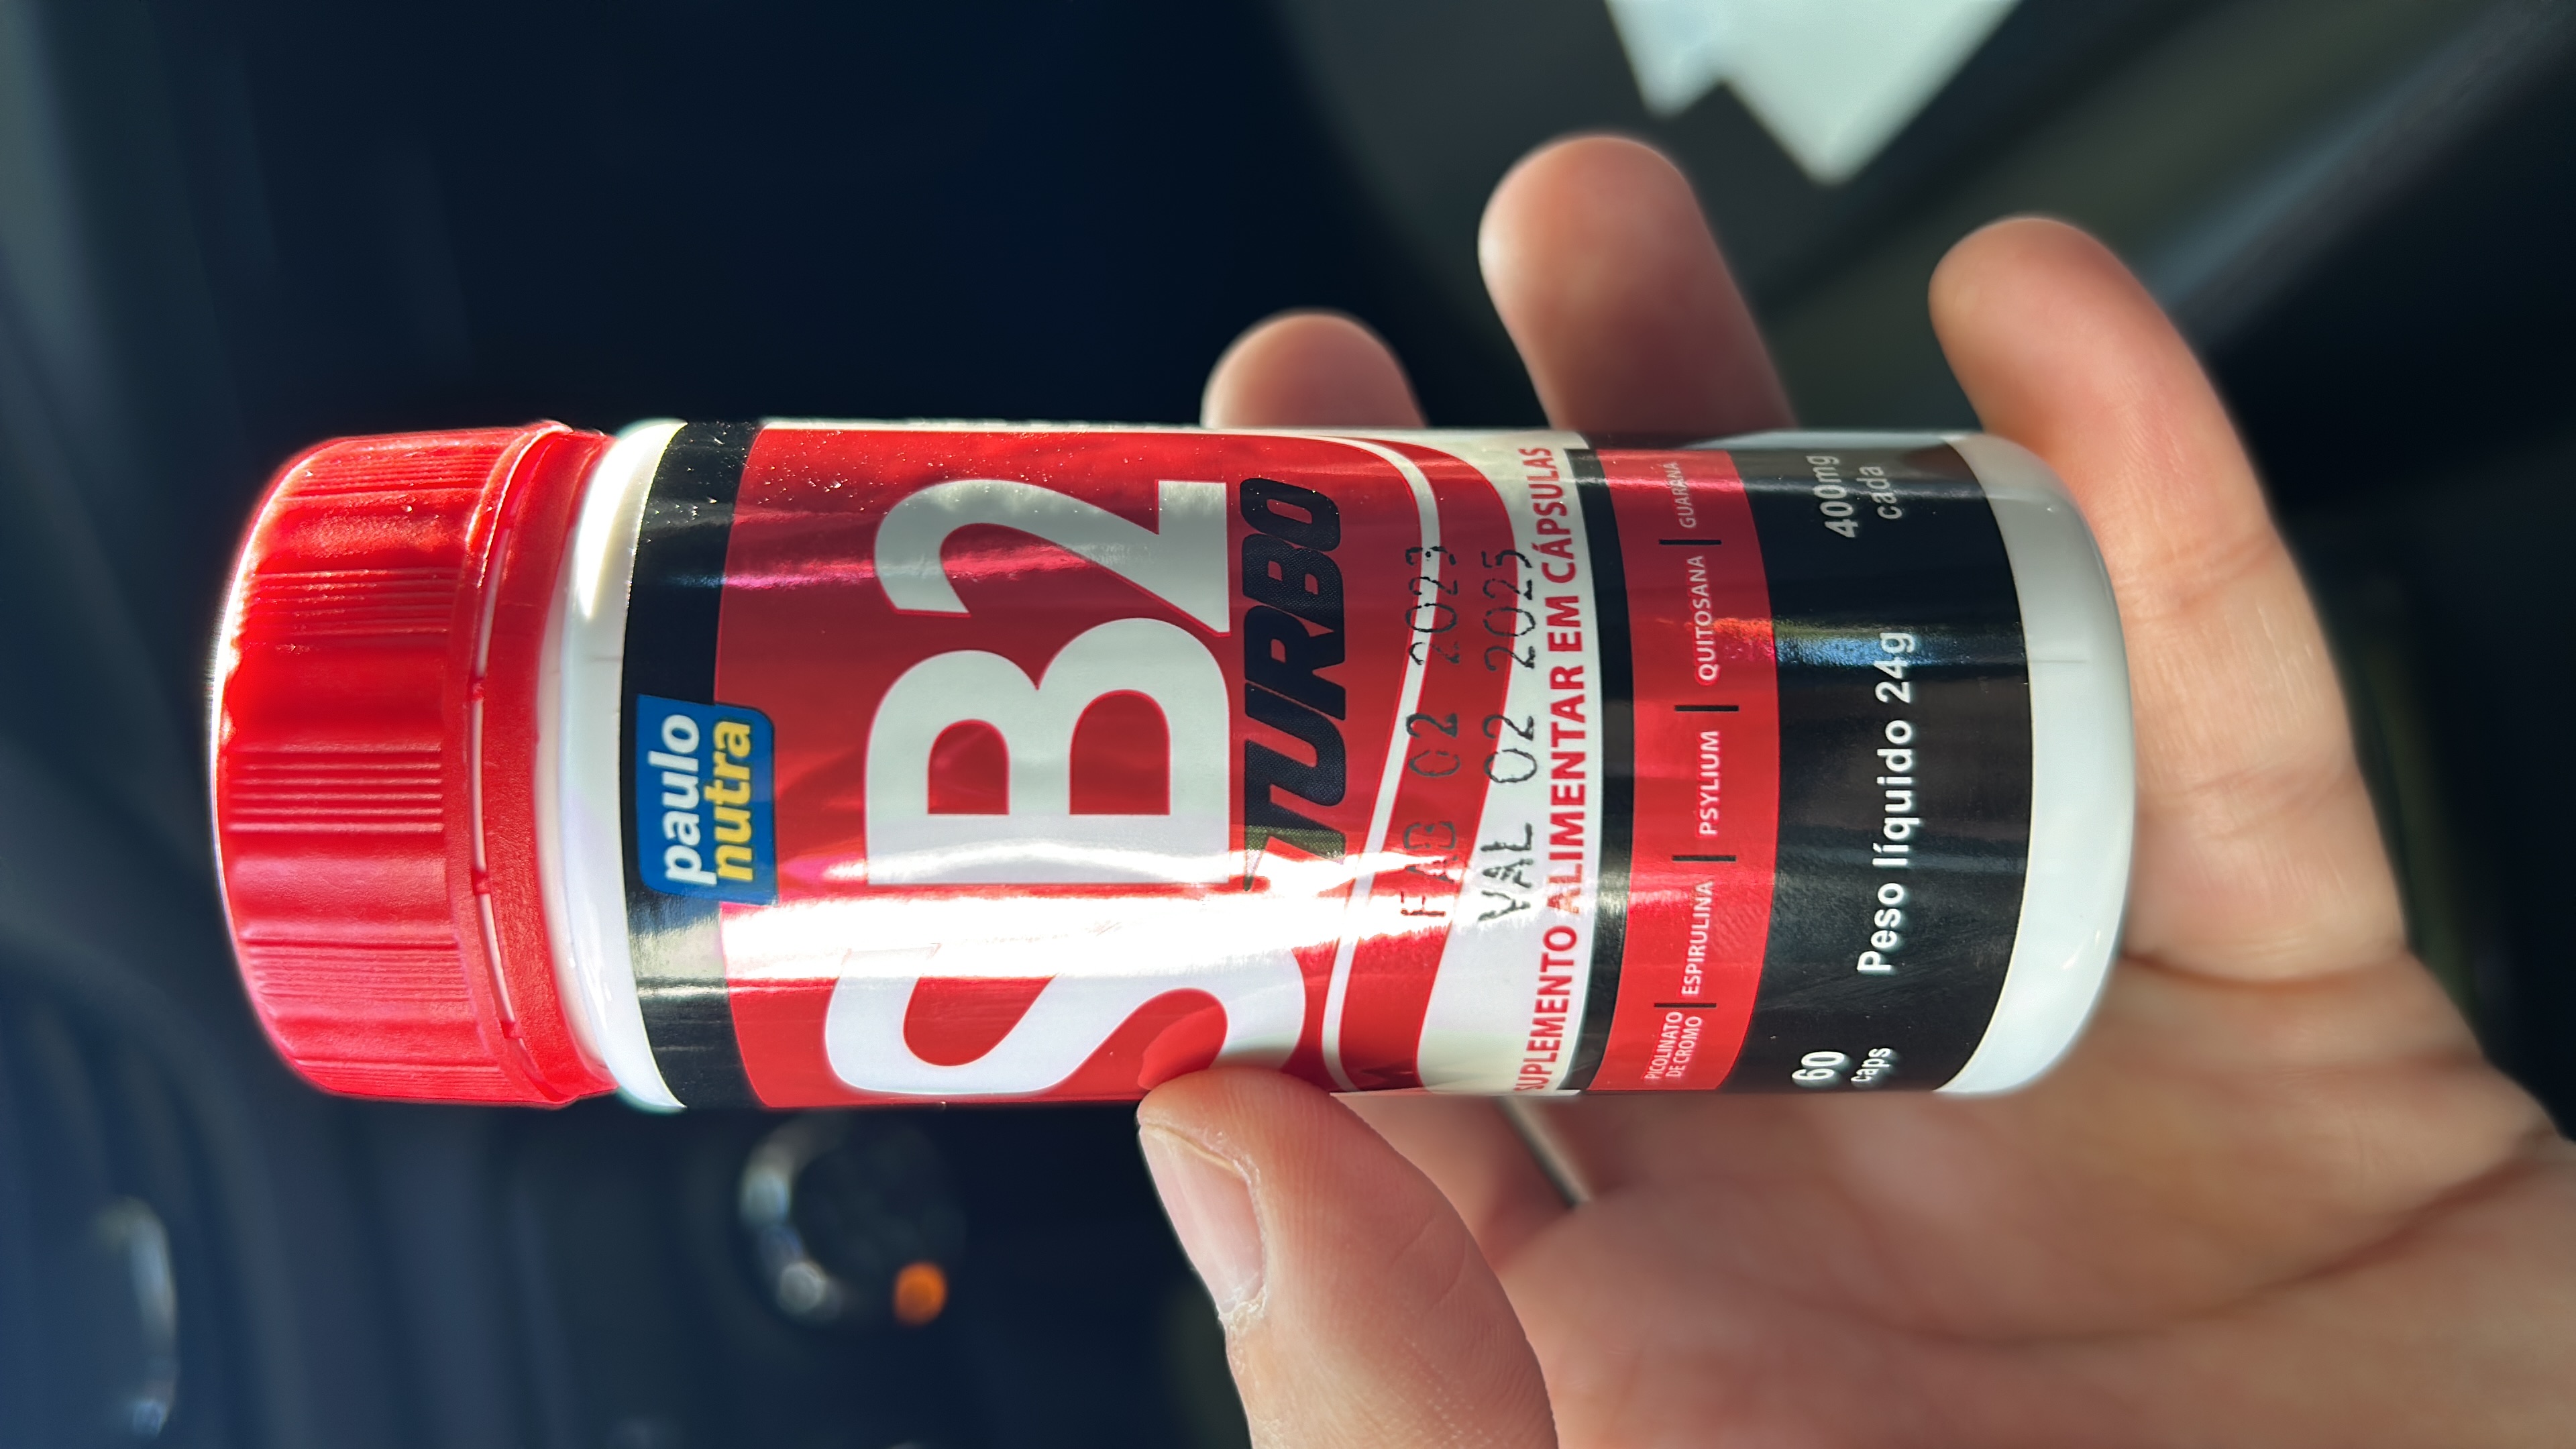 paulo
nutra
SB2
TURBO
FAB 02 2023
VAL 02 2025
SUPLEMENTO ALIMENTAR EM CÁPSULAS
PICOLINATO
DE CROMO | ESPIRULINA | PSYLIUM | QUITOSANA | GUARANÁ
60
caps
Peso líquido 24g
400mg
cada